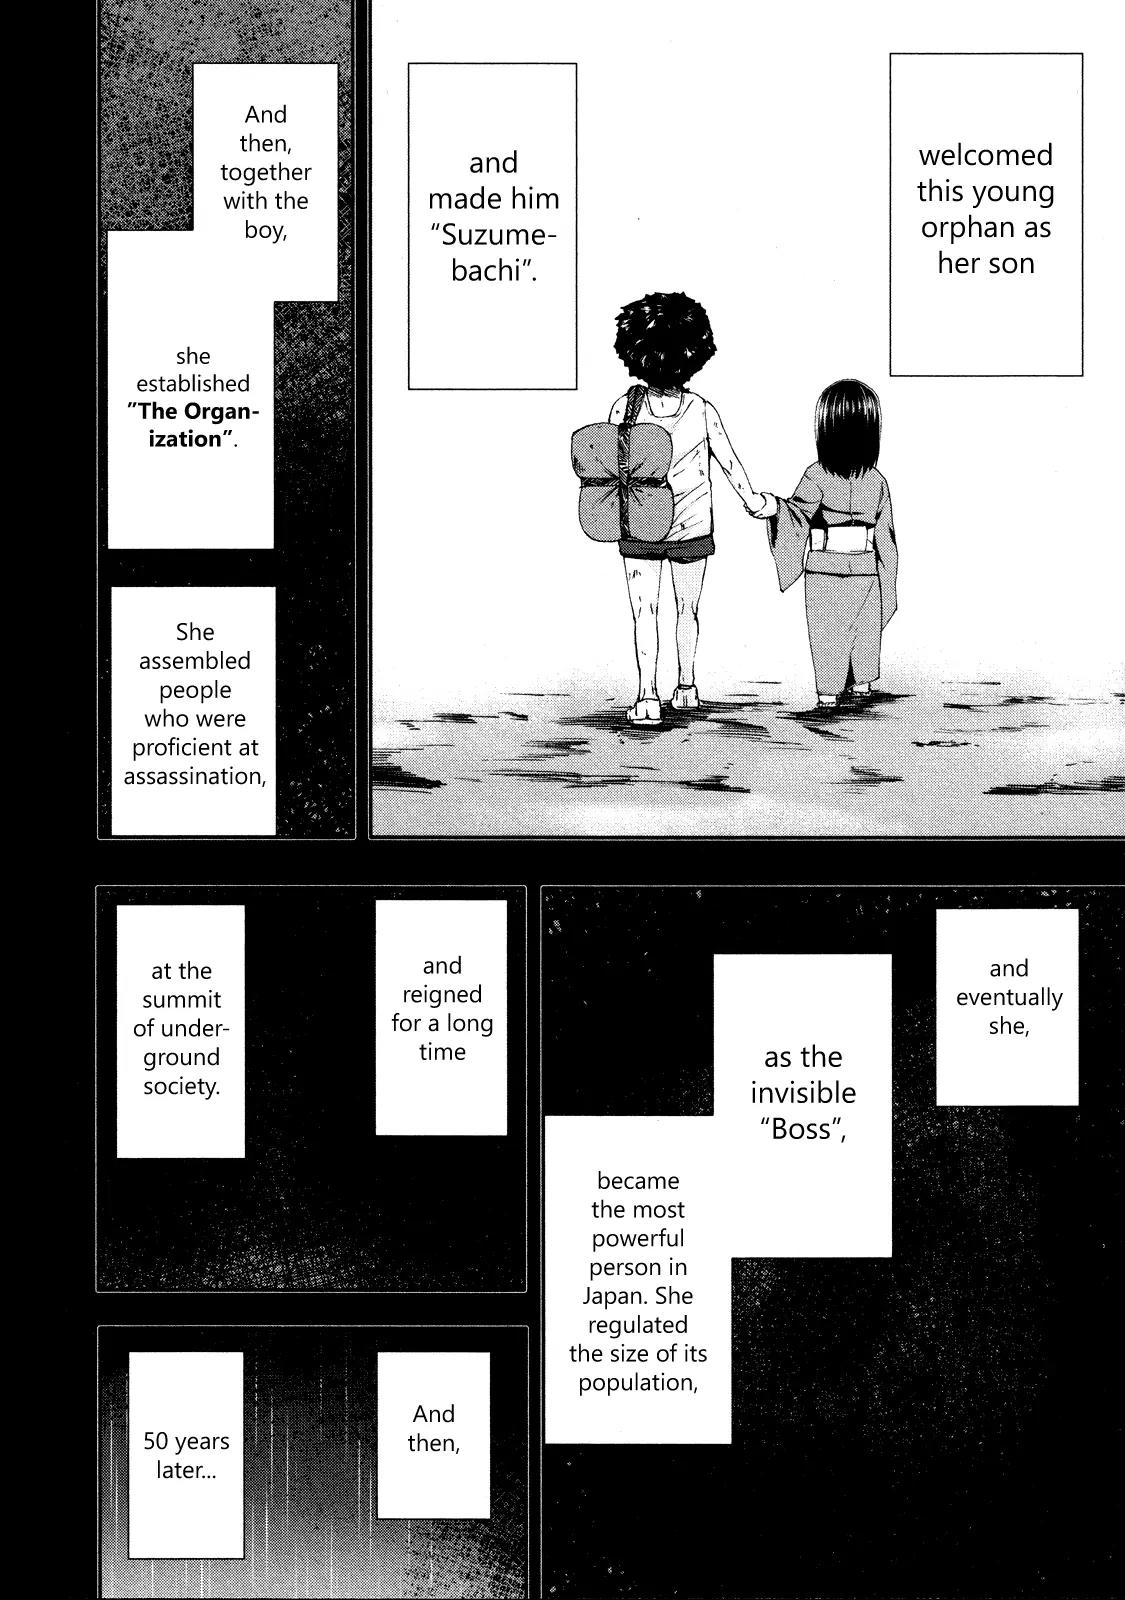 welcomed
this young
orphan as
her son
and
made him
“Suzume-
bachi”.
And
then,
together
with the
boy,
she
established
”The Organ-
ization”.
She
assembled
people
who were
proficient at
assassination,
and
eventually
she,
as the
invisible
“Boss”,
became
the most
powerful
person in
Japan. She
regulated
the size of its
population,
and
reigned
for a long
time
at the
summit
of under-
ground
society.
And
then,
50 years
later...